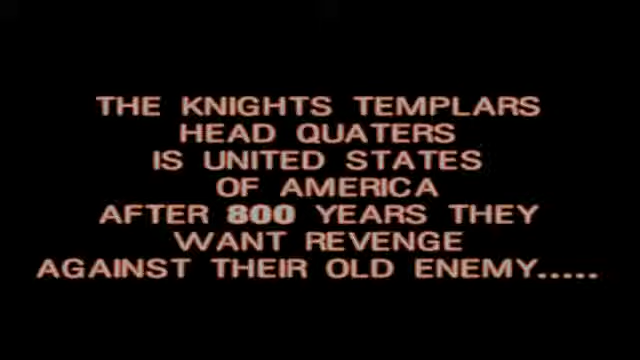 THE KNIGHTS TEMPLARS
HEAD QUATERS
IS UNITED STATES
OF AMERICA
AFTER 800 YEARS THEY
WANT REVENGE
AGAINST THEIR OLD ENEMY.....